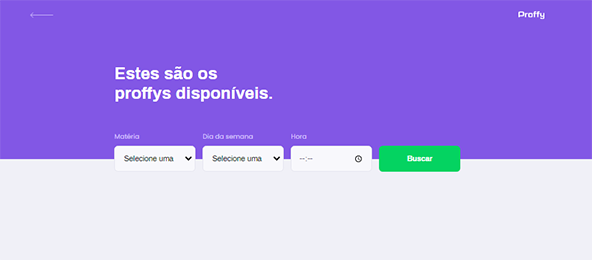 Proffy
Estes são os
proffys disponíveis.
Matéria
Dia da semana
Hora
Selecione uma
Selecione uma
--:--
Buscar